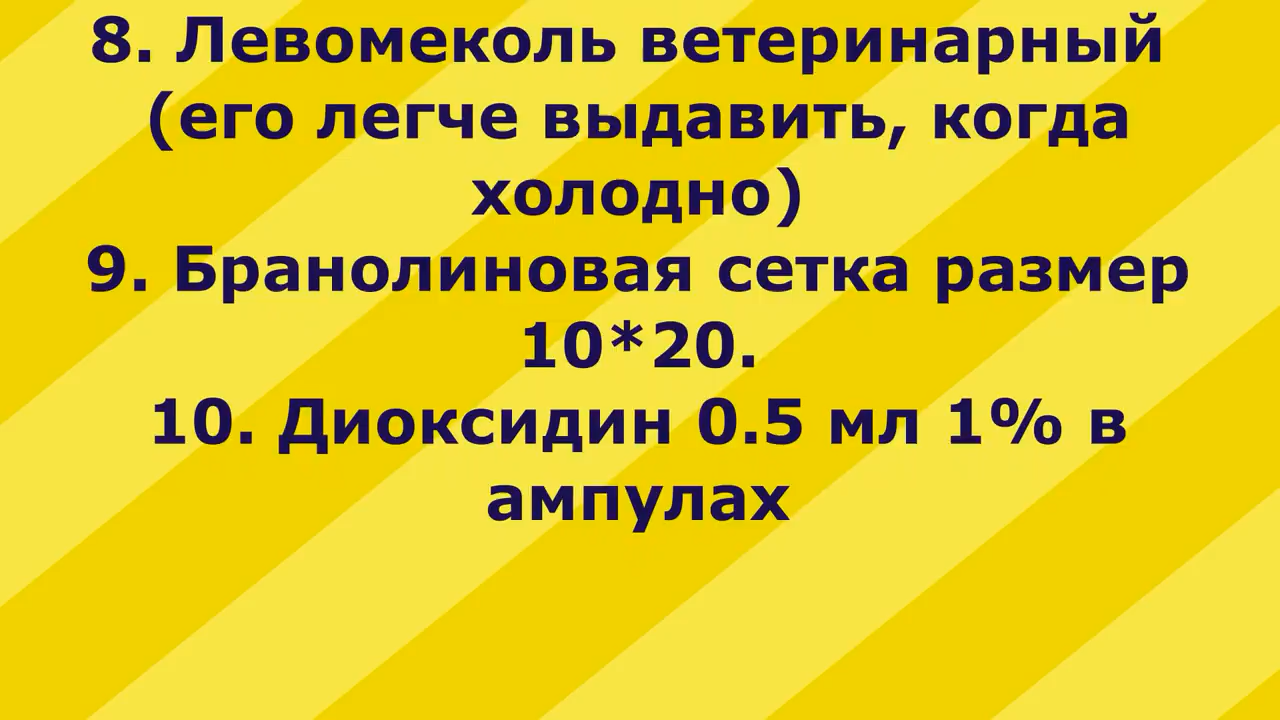 8. Левомеколь ветеринарный
(его легче выдавить, когда
холодно)
9. Бранолиновая сетка размер
10*20.
10. Диоксидин 0.5 мл 1% в
ампулах